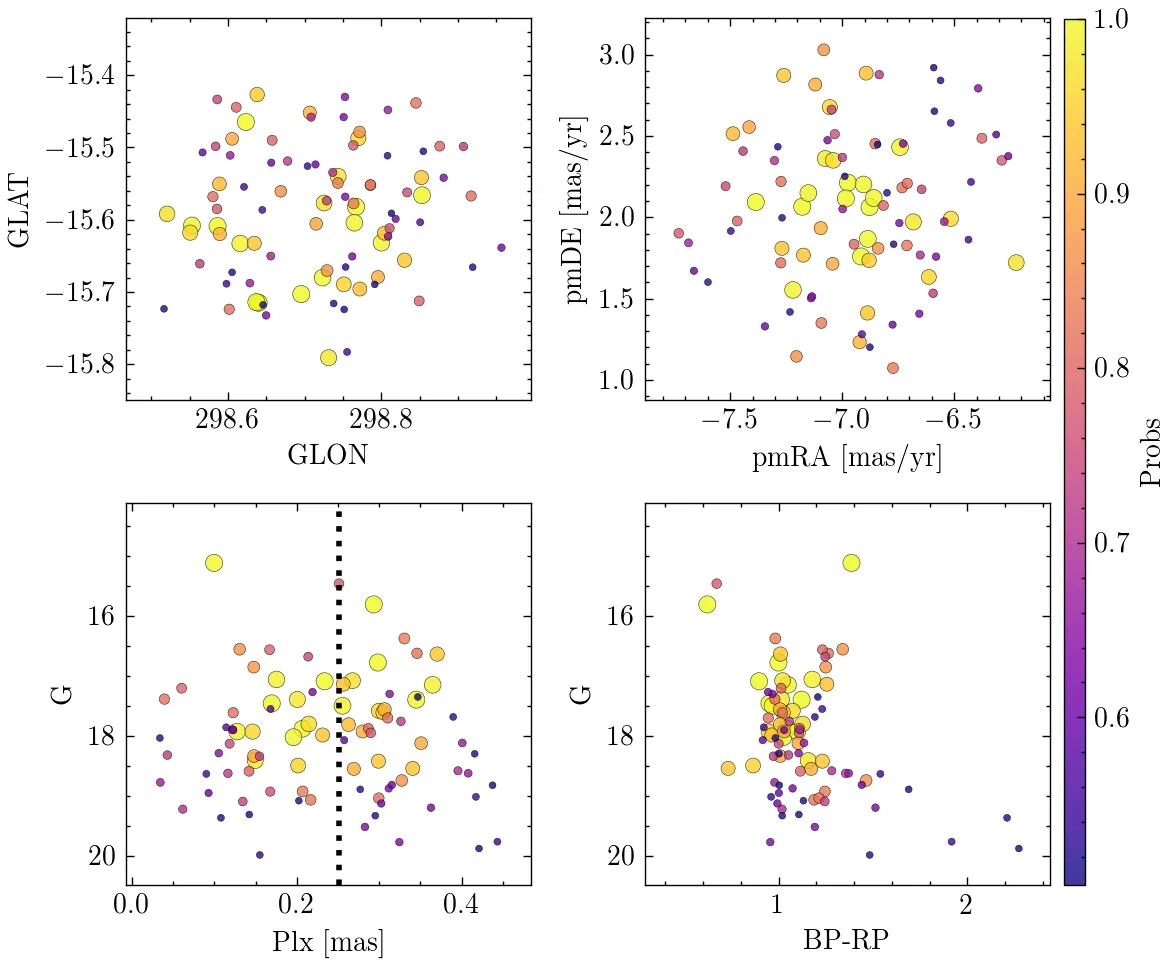 −15.4
−15.5
−15.6
−15.7
−15.8
GLAT
298.6 298.8
GLON
3.0
2.5
2.0
1.5
1.0
pmDE [mas/yr]
−7.5 −7.0 −6.5
pmRA [mas/yr]
16
18
20
G
0.0 0.2 0.4
Plx [mas]
16
18
20
G
1 2
BP-RP
1.0
0.9
0.8
0.7
0.6
Probs